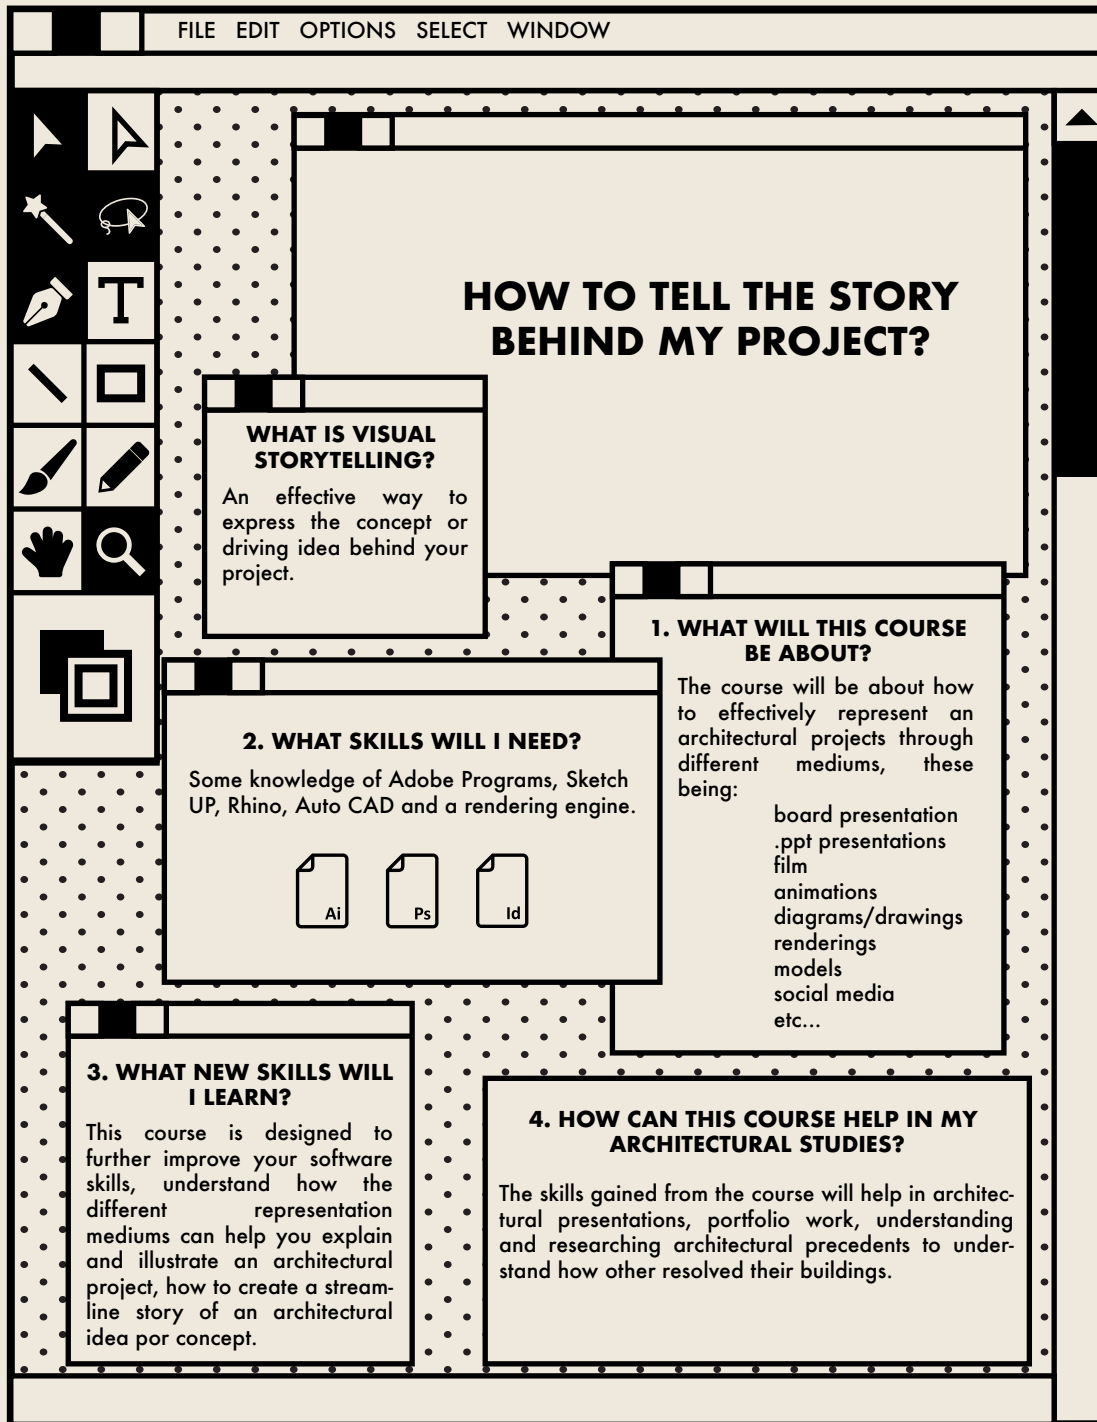 FILE EDIT OPTIONS SELECT WINDOW
HOW TO TELL THE STORY
BEHIND MY PROJECT?
WHAT IS VISUAL
STORYTELLING?
An effective way to
express the concept or
driving idea behind your
project.
1. WHAT WILL THIS COURSE
BE ABOUT?
The course will be about how
to effectively represent an
architectural projects through
different mediums, these
being:
board presentation
.ppt presentations
film
animations
diagrams/drawings
renderings
models
social media
etc...
2. WHAT SKILLS WILL I NEED?
Some knowledge of Adobe Programs, Sketch
UP, Rhino, Auto CAD and a rendering engine.
Ai Ps Id
3. WHAT NEW SKILLS WILL
I LEARN?
This course is designed to
further improve your software
skills, understand how the
different representation
mediums can help you explain
and illustrate an architectural
project, how to create a stream-
line story of an architectural
idea por concept.
4. HOW CAN THIS COURSE HELP IN MY
ARCHITECTURAL STUDIES?
The skills gained from the course will help in architec-
tural presentations, portfolio work, understanding
and researching architectural precedents to under-
stand how other resolved their buildings.